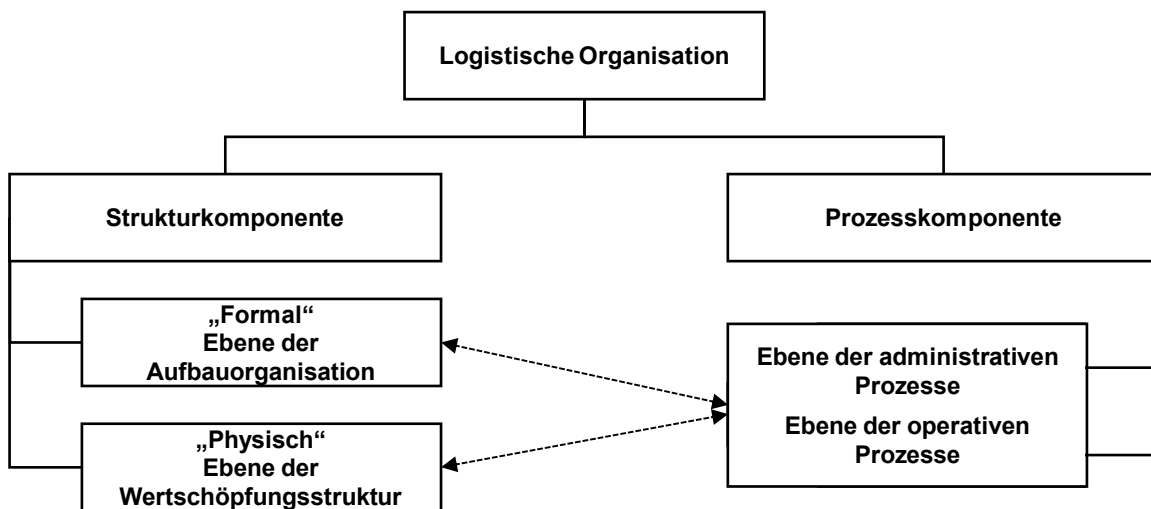 Logistische Organisation
Strukturkomponente
Prozesskomponente
„Formal“
Ebene der
Aufbauorganisation
„Physisch“
Ebene der
Wertschöpfungsstruktur
Ebene der administrativen
Prozesse
Ebene der operativen
Prozesse